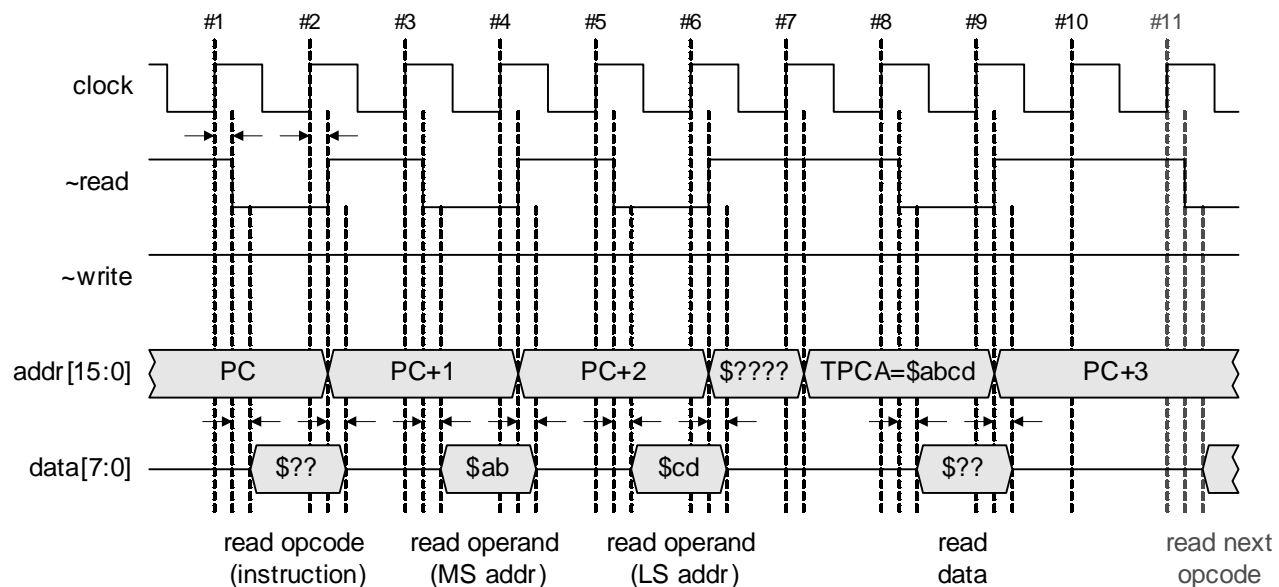 #1 #2 #3 #4 #5 #6 #7 #8 #9 #10 #11
clock
~read
~write
addr[15:0] PC PC+1 PC+2 $???? TPCA=$abcd PC+3
data[7:0] $?? $ab $cd $??
read opcode read operand read operand read read next
(instruction) (MS addr) (LS addr) data opcode